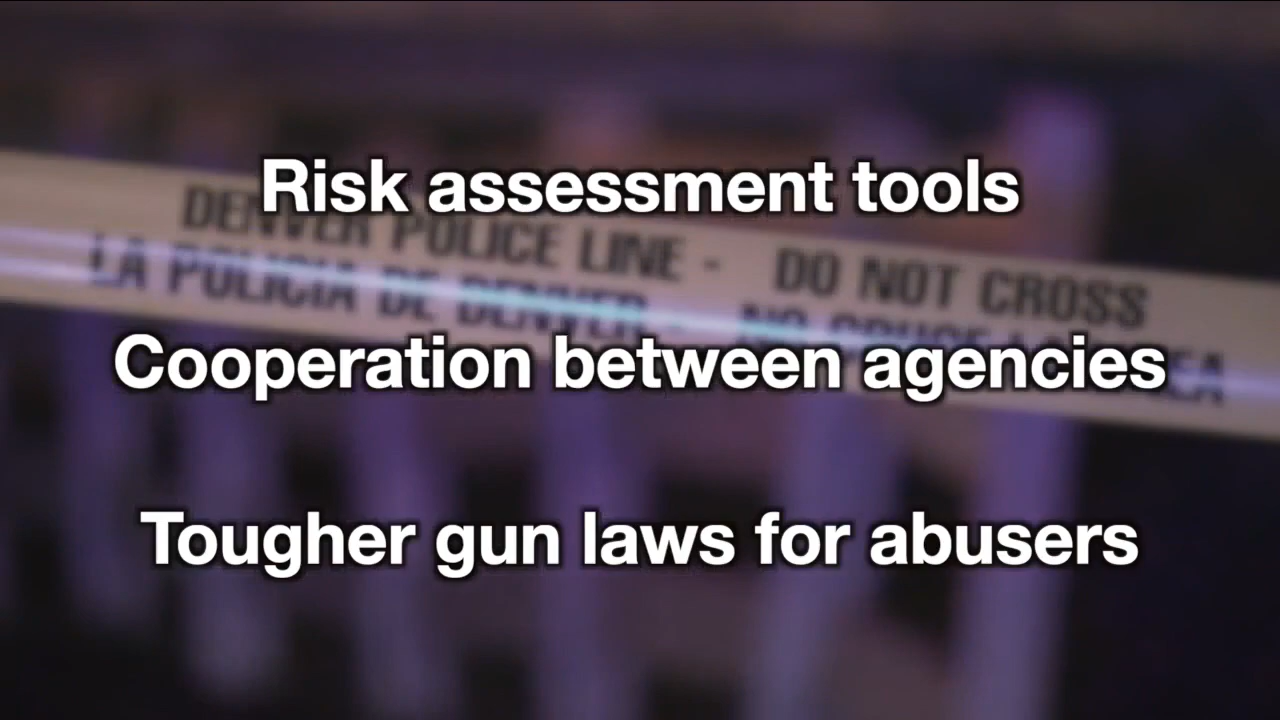 Risk assessment tools
DENVER POLICE LINE - DO NOT CROSS
LA POLICIA DE DENVER -
Cooperation between agencies
Tougher gun laws for abusers